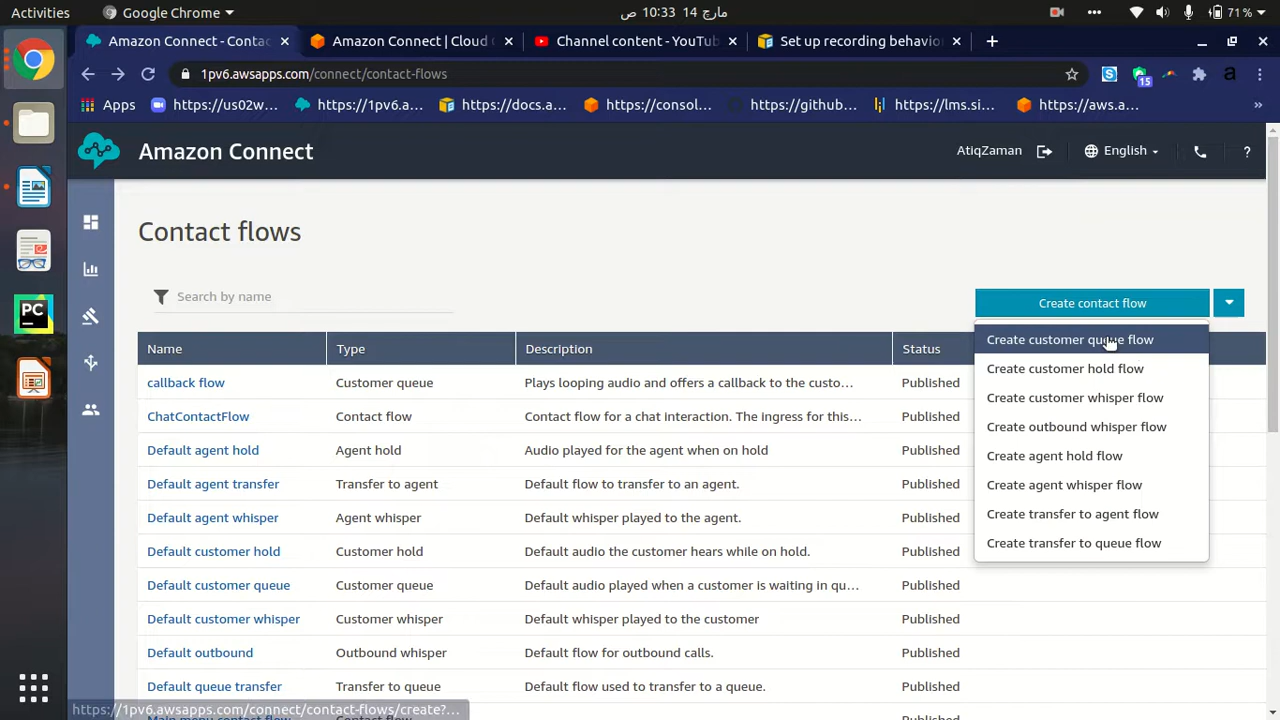 Activities
Google Chrome
مارچ 14 10:33 ص
71%
Amazon Connect - Contac
Amazon Connect | Cloud
Channel content - YouTub
Set up recording behavio
1pv6.awsapps.com/connect/contact-flows
15
a
Apps
https://us02w...
https://1pv6.a...
https://docs.a...
https://consol...
https://github...
https://lms.si...
https://aws.a...
»
Amazon Connect
AtiqZaman
English
?
Contact flows
Search by name
Create contact flow
Name Type Description Status
Create customer queue flow
Create customer hold flow
Create customer whisper flow
Create outbound whisper flow
Create agent hold flow
Create agent whisper flow
Create transfer to agent flow
Create transfer to queue flow
callback flow Customer queue Plays looping audio and offers a callback to the custo... Published
ChatContactFlow Contact flow Contact flow for a chat interaction. The ingress for this... Published
Default agent hold Agent hold Audio played for the agent when on hold Published
Default agent transfer Transfer to agent Default flow to transfer to an agent. Published
Default agent whisper Agent whisper Default whisper played to the agent. Published
Default customer hold Customer hold Default audio the customer hears while on hold. Published
Default customer queue Customer queue Default audio played when a customer is waiting in qu... Published
Default customer whisper Customer whisper Default whisper played to the customer Published
Default outbound Outbound whisper Default flow for outbound calls. Published
Default queue transfer Transfer to queue Default flow used to transfer to a queue. Published
https://1pv6.awsapps.com/connect/contact-flows/create?...
PC